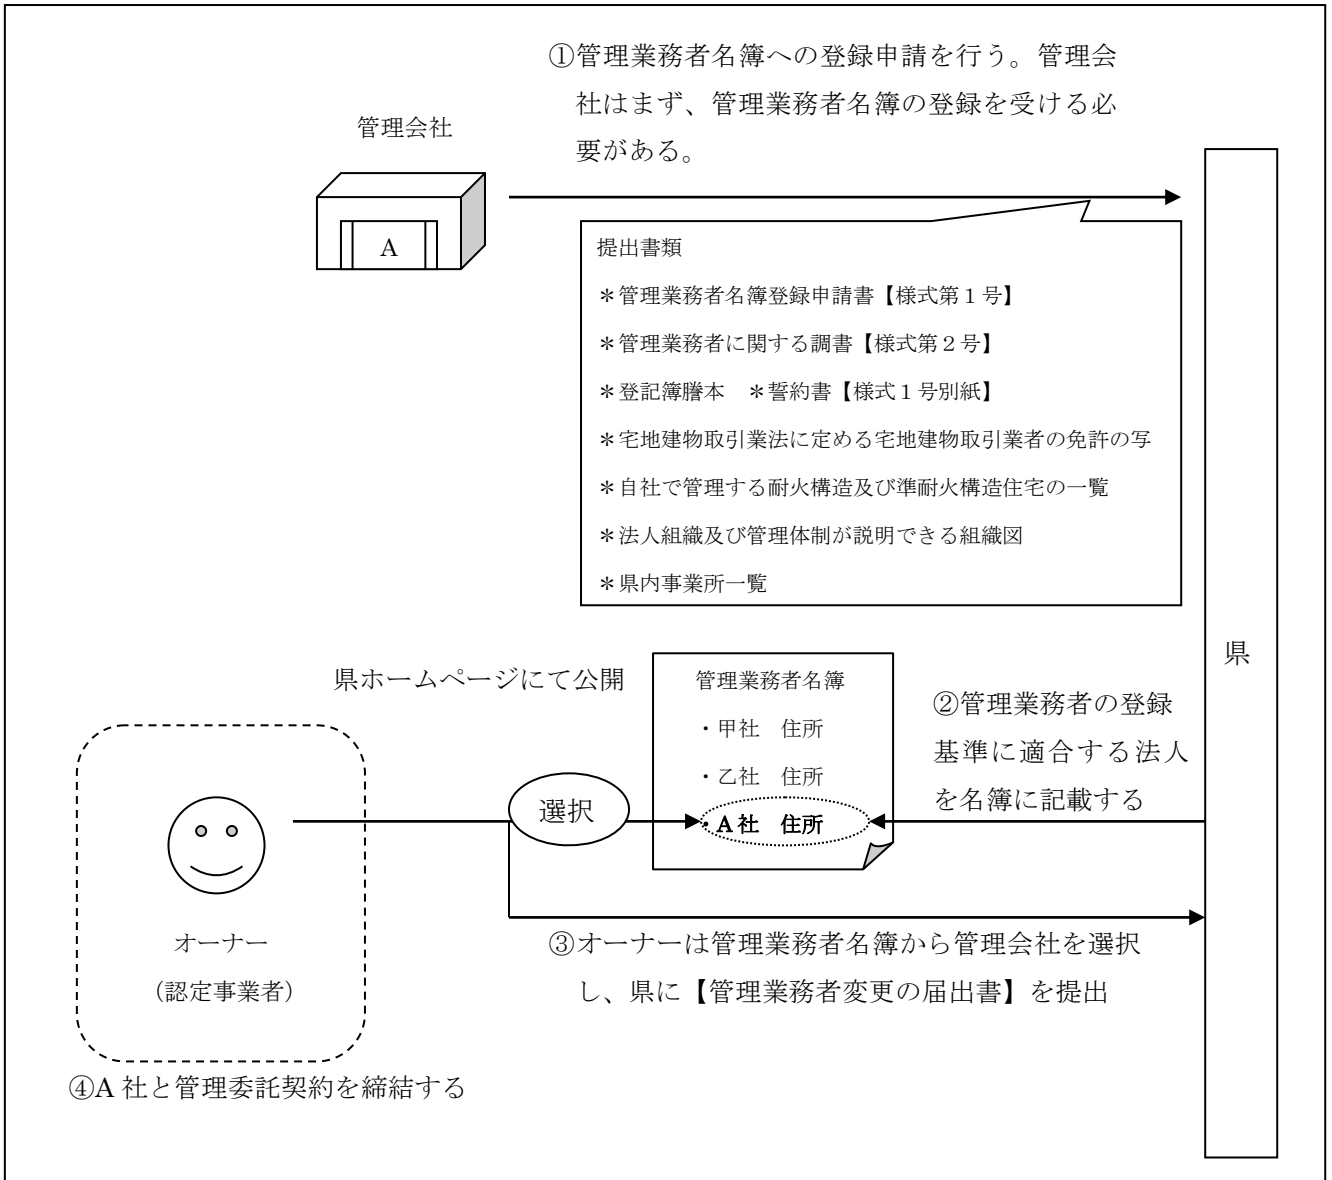 ①管理業務者名簿への登録申請を行う。管理会
社はまず、管理業務者名簿の登録を受ける必
要がある。
管理会社
A
提出書類
＊管理業務者名簿登録申請書【様式第１号】
＊管理業務者に関する調書【様式第２号】
＊登記簿謄本　＊誓約書【様式１号別紙】
＊宅地建物取引業法に定める宅地建物取引業者の免許の写
＊自社で管理する耐火構造及び準耐火構造住宅の一覧
＊法人組織及び管理体制が説明できる組織図
＊県内事業所一覧
県
県ホームページにて公開
管理業務者名簿
・甲社　住所
・乙社　住所
・A 社　住所
②管理業務者の登録
基準に適合する法人
を名簿に記載する
選択
オーナー
（認定事業者）
③オーナーは管理業務者名簿から管理会社を選択
し、県に【管理業務者変更の届出書】を提出
④A 社と管理委託契約を締結する